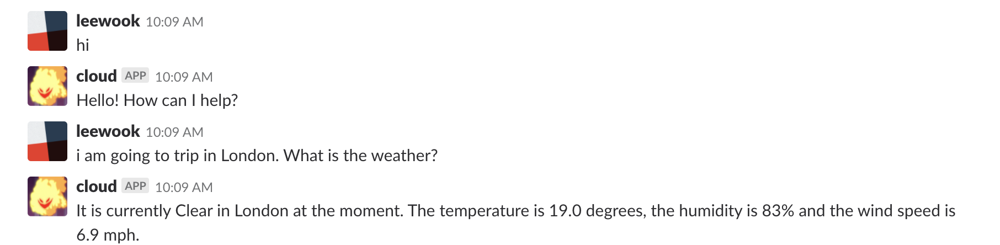 leewook 10:09 AM
hi
cloud APP 10:09 AM
Hello! How can I help?
leewook 10:09 AM
i am going to trip in London. What is the weather?
cloud APP 10:09 AM
It is currently Clear in London at the moment. The temperature is 19.0 degrees, the humidity is 83% and the wind speed is
6.9 mph.